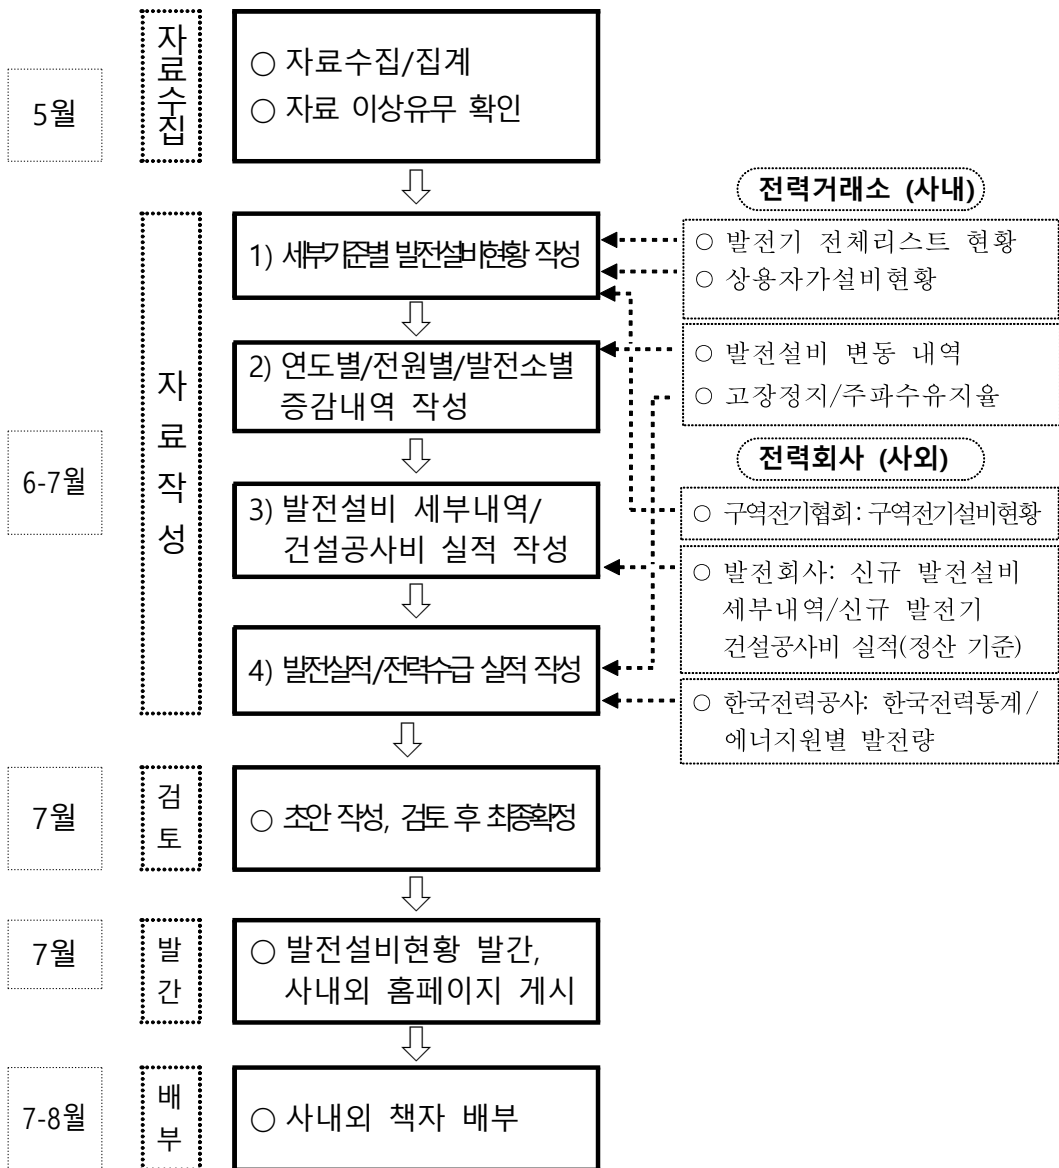 5월
자료수집
○ 자료수집/집계
○ 자료 이상유무 확인
6-7월
자료작성
1) 세부기준별 발전설비현황 작성
2) 연도별/전원별/발전소별
증감내역 작성
3) 발전설비 세부내역/
건설공사비 실적 작성
4) 발전실적/전력수급 실적 작성
전력거래소 (사내)
○ 발전기 전체리스트 현황
○ 상용자가설비현황
○ 발전설비 변동 내역
○ 고장정지/주파수유지율
전력회사 (사외)
○ 구역전기협회: 구역전기설비현황
○ 발전회사: 신규 발전설비
세부내역/신규 발전기
건설공사비 실적(정산 기준)
○ 한국전력공사: 한국전력통계/
에너지원별 발전량
7월
검토
○ 초안 작성, 검토 후 최종확정
7월
발간
○ 발전설비현황 발간,
사내외 홈페이지 게시
7-8월
배부
○ 사내외 책자 배부